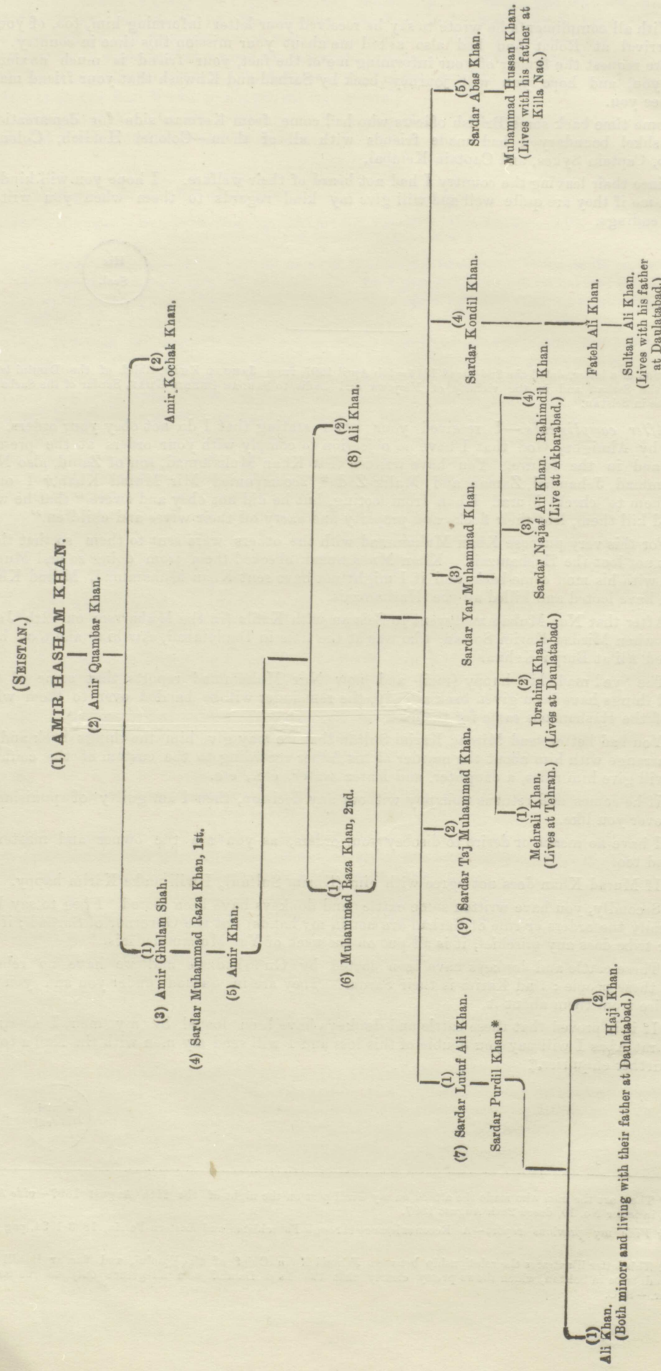 (SEISTAN.)
(1) AMIR HASHAM KHAN.
(2) Amir Quambar Khan.
(1)
(3) Amir Ghulam Shah.
(2)
Amir Kochak Khan.
(4) Sardar Muhammad Raza Khan, 1st.
(5) Amir Khan.
(1)
(6) Muhammad Raza Khan, 2nd.
(2)
(8) Ali Khan.
(1)
(7) Sardar Lutuf Ali Khan.
(2)
(9) Sardar Taj Muhammad Khan.
(3)
Sardar Yar Muhammad Khan.
(4)
Sardar Kondil Khan.
(5)
Sardar Abas Khan.
Sardar Purdil Khan.*
(1)
Mehrali Khan.
(Lives at Tehran.)
(2)
Ibrahim Khan.
(Lives at Daulatabad.)
(3)
Sardar Najaf Ali Khan.
(4)
Rahimdil Khan.
(Live at Akbarabad.)
Fateh Ali Khan.
Sultan Ali Khan.
(Lives with his father
at Daulatabad.)
Muhammad Hussan Khan.
(Lives with his father at
Killa Nao.)
(1)
Ali Khan.
(2)
Haji Khan.
(Both minors and living with their father at Daulatabad.)